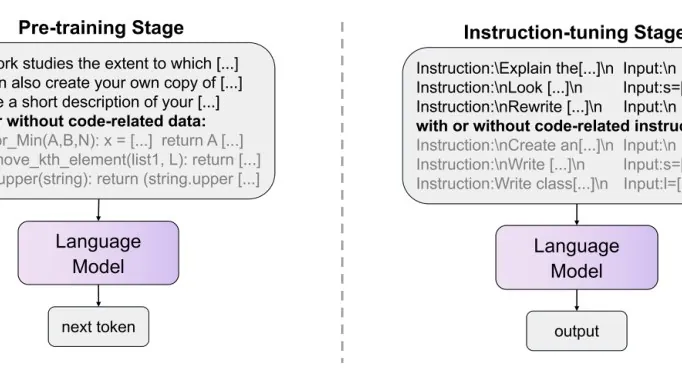 Pre-training Stage
ork studies the extent to which [...]
n also create your own copy of [...]
e a short description of your [...]
r without code-related data:
or_Min(A,B,N): x = [...] return A [...]
move_kth_element(list1, L): return [...]
upper(string): return (string.upper [...]
Language
Model
next token
Instruction-tuning Stage
Instruction:\Explain the[...]\n Input:\n
Instruction:\nLook [...]\n Input:s=[
Instruction:\nRewrite [...]\n Input:\n
with or without code-related instruc
Instruction:\nCreate an[...]\n Input:\n
Instruction:\nWrite [...]\n Input:s=[
Instruction:Write class[...]\n Input:I=[
Language
Model
output